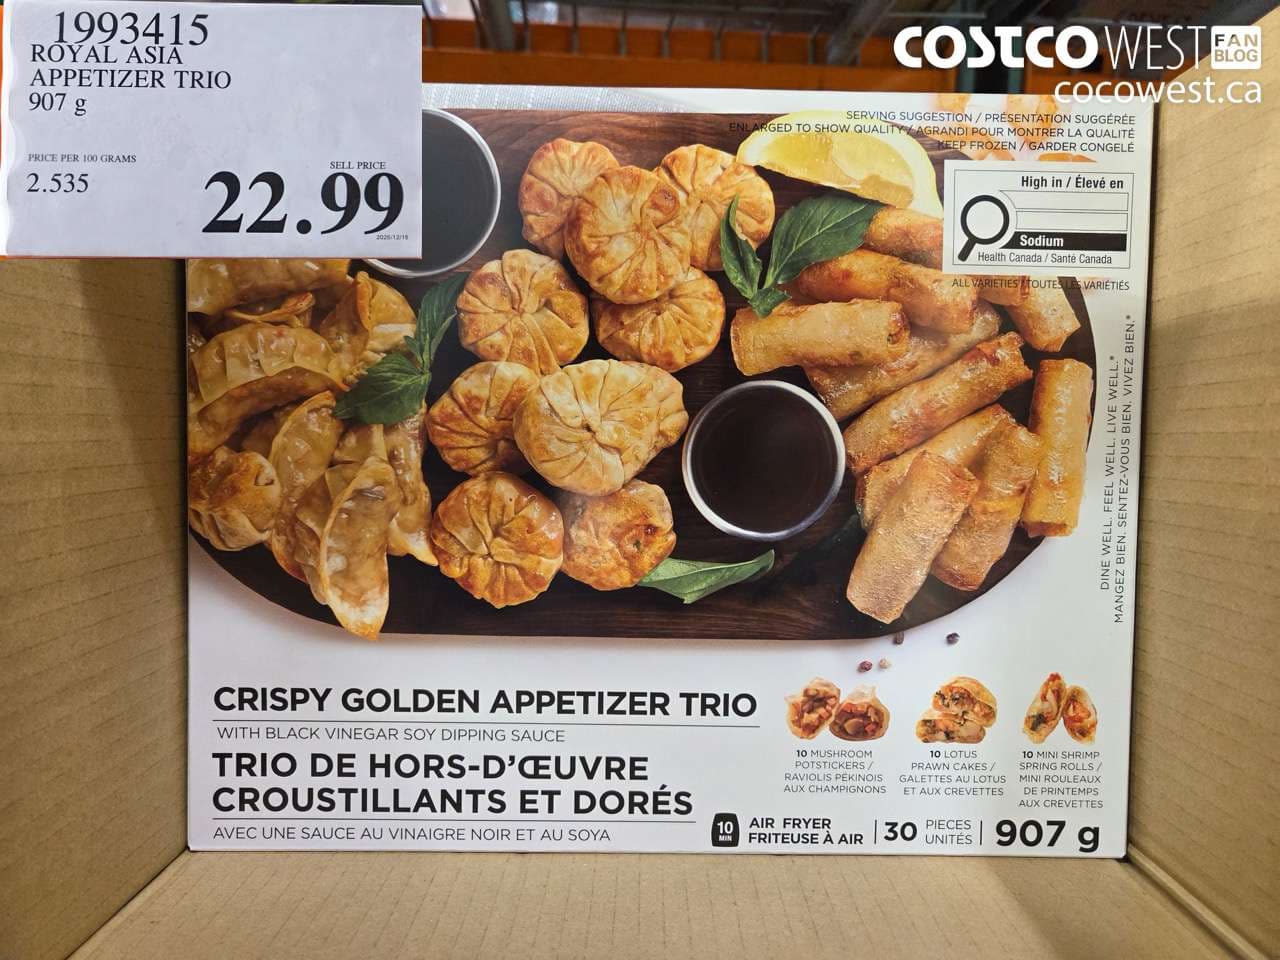 1993415
ROYAL ASIA
APPETIZER TRIO
907 g
PRICE PER 100 GRAMS
2.535
SELL PRICE
22.99
2025/12/15
COSTCO WEST FAN BLOG
cocowest.ca
SERVING SUGGESTION / PRÉSENTATION SUGGÉRÉE
ENLARGED TO SHOW QUALITY / AGRANDI POUR MONTRER LA QUALITÉ
KEEP FROZEN / GARDER CONGELÉ
High in / Élevé en
Sodium
Health Canada / Santé Canada
ALL VARIETIES / TOUTES LES VARIÉTIÉS
DINE WELL. FEEL WELL. LIVE WELL.*
MANGEZ BIEN. SENTEZ-VOUS BIEN. VIVEZ BIEN.*
CRISPY GOLDEN APPETIZER TRIO
WITH BLACK VINEGAR SOY DIPPING SAUCE
TRIO DE HORS-D'ŒUVRE
CROUSTILLANTS ET DORÉS
AVEC UNE SAUCE AU VINAIGRE NOIR ET AU SOYA
10 MUSHROOM
POTSTICKERS /
RAVIOLIS PÉKINOIS
AUX CHAMPIGNONS
10 LOTUS
PRAWN CAKES /
GALETTES AU LOTUS
ET AUX CREVETTES
10 MINI SHRIMP
SPRING ROLLS /
MINI ROULEAUX
DE PRINTEMPS
AUX CREVETTES
10 MIN
AIR FRYER
FRITEUSE À AIR
30 PIECES
UNITÉS
907 g